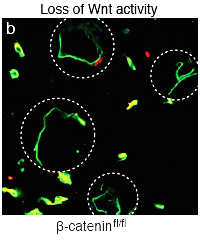 Loss of Wnt activity
b
β-catenin^fl/fl